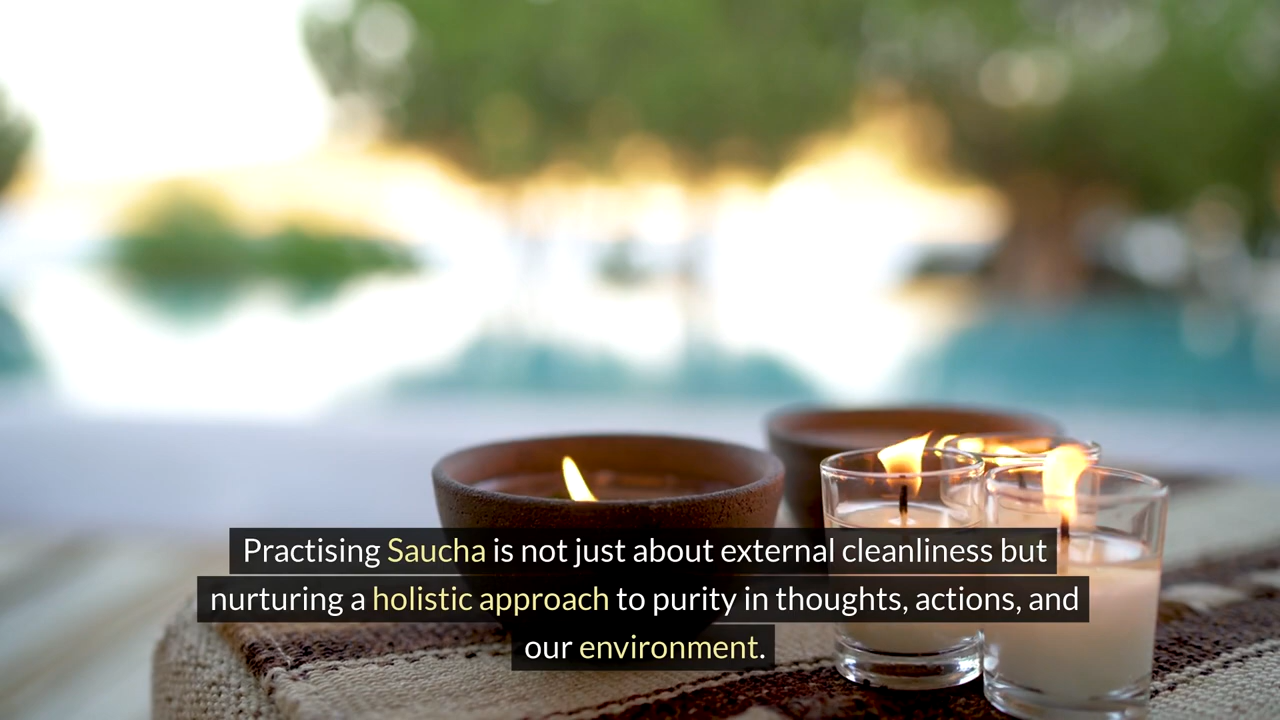 Practising Saucha is not just about external cleanliness but
nurturing a holistic approach to purity in thoughts, actions, and
our environment.